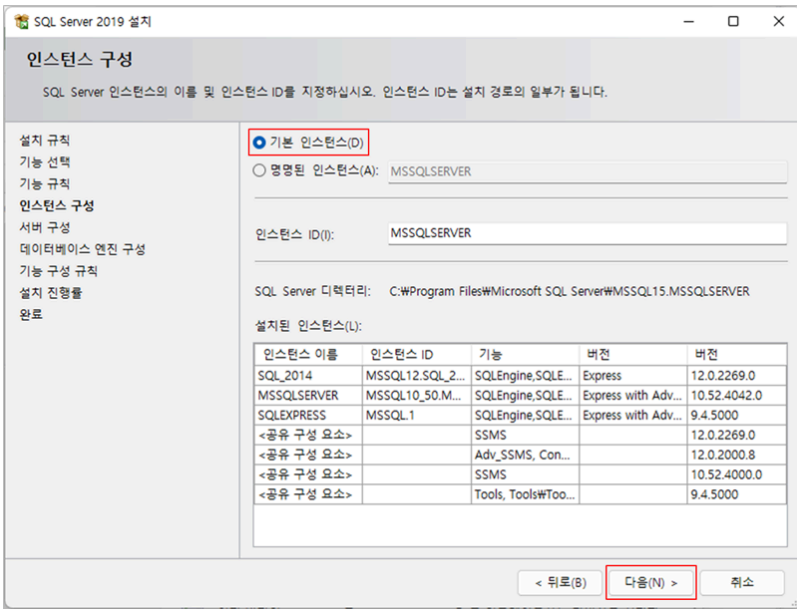 SQL Server 2019 설치
인스턴스 구성
SQL Server 인스턴스의 이름 및 인스턴스 ID를 지정하십시오. 인스턴스 ID는 설치 경로의 일부가 됩니다.
설치 규칙
기능 선택
기능 규칙
인스턴스 구성
서버 구성
데이터베이스 엔진 구성
기능 구성 규칙
설치 진행률
완료
기본 인스턴스(D)
명명된 인스턴스(A): MSSQLSERVER
인스턴스 ID(I): MSSQLSERVER
SQL Server 디렉터리: C:₩Program Files₩Microsoft SQL Server₩MSSQL15.MSSQLSERVER
설치된 인스턴스(L):
인스턴스 이름 인스턴스 ID 기능 버전 버전
SQL_2014 MSSQL12.SQL_2... SQLEngine,SQLE... Express 12.0.2269.0
MSSQLSERVER MSSQL10_50.M... SQLEngine,SQLE... Express with Adv... 10.52.4042.0
SQLEXPRESS MSSQL.1 SQLEngine,SQLE... Express with Adv... 9.4.5000
<공유 구성 요소> SSMS 12.0.2269.0
<공유 구성 요소> Adv_SSMS, Con... 12.0.2000.8
<공유 구성 요소> SSMS 10.52.4000.0
<공유 구성 요소> Tools, Tools₩Too... 9.4.5000
< 뒤로(B) 다음(N) > 취소